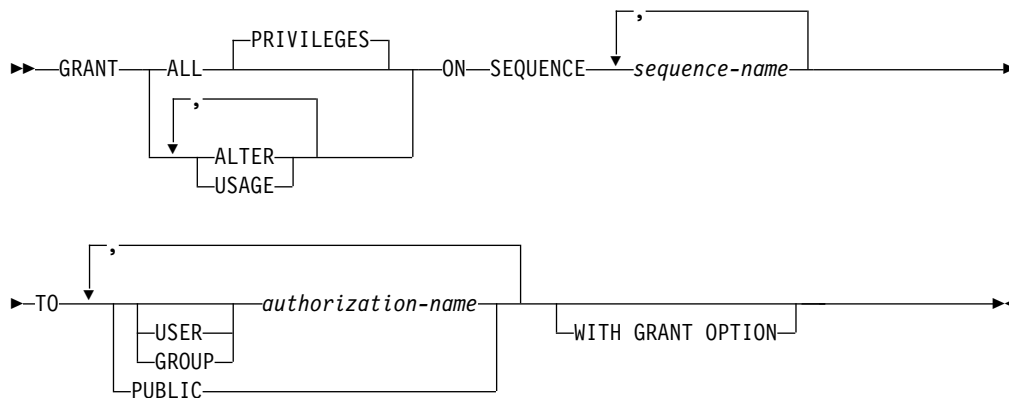 ,
PRIVILEGES
GRANT ALL ON SEQUENCE sequence-name
,
ALTER
USAGE
,
TO authorization-name
USER WITH GRANT OPTION
GROUP
PUBLIC